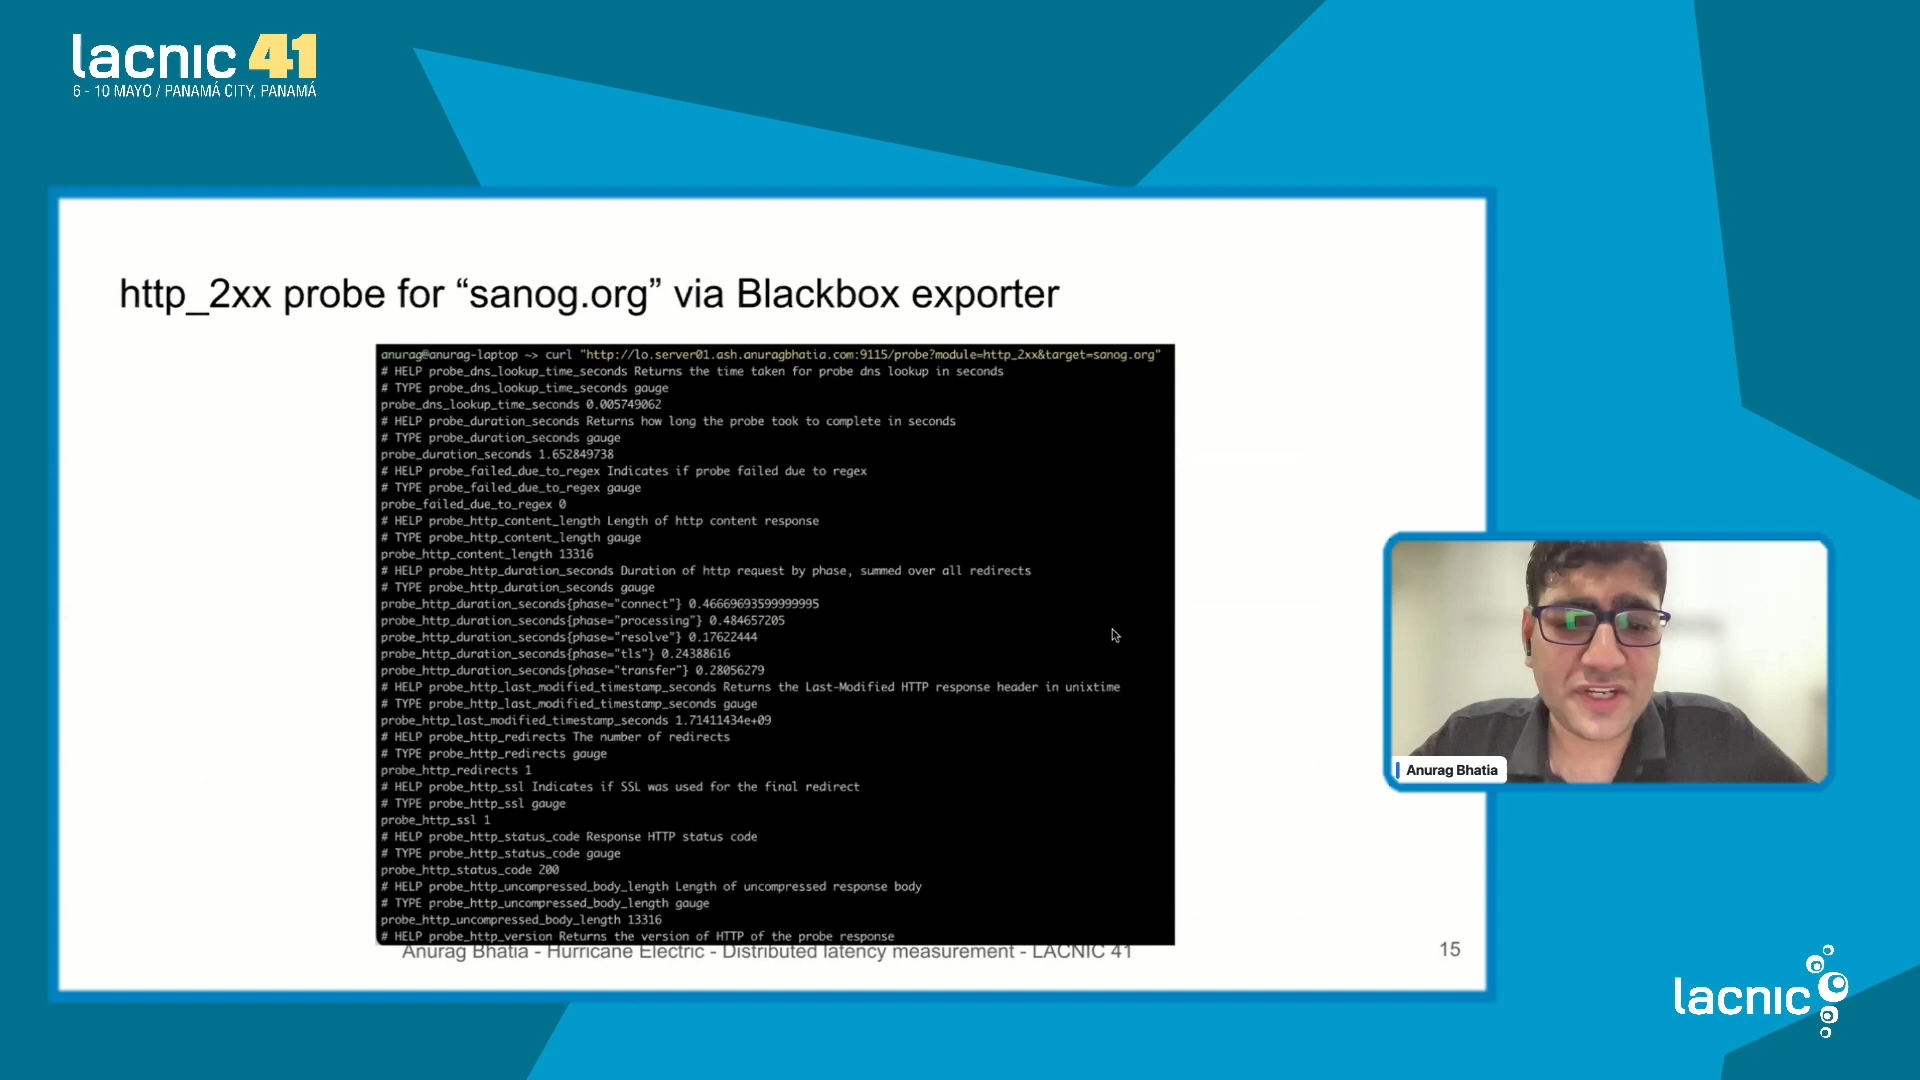 lacnic 41
6 - 10 MAYO / PANAMÁ CITY, PANAMÁ
http_2xx probe for “sanog.org” via Blackbox exporter
anurag@anurag-laptop ~> curl "http://lo.server01.ash.anuragbhatia.com:9115/probe?module=http_2xx&target=sanog.org"
# HELP probe_dns_lookup_time_seconds Returns the time taken for probe dns lookup in seconds
# TYPE probe_dns_lookup_time_seconds gauge
probe_dns_lookup_time_seconds 0.005749062
# HELP probe_duration_seconds Returns how long the probe took to complete in seconds
# TYPE probe_duration_seconds gauge
probe_duration_seconds 1.652849738
# HELP probe_failed_due_to_regex Indicates if probe failed due to regex
# TYPE probe_failed_due_to_regex gauge
probe_failed_due_to_regex 0
# HELP probe_http_content_length Length of http content response
# TYPE probe_http_content_length gauge
probe_http_content_length 13316
# HELP probe_http_duration_seconds Duration of http request by phase, summed over all redirects
# TYPE probe_http_duration_seconds gauge
probe_http_duration_seconds{phase="connect"} 0.46669693599999995
probe_http_duration_seconds{phase="processing"} 0.484657205
probe_http_duration_seconds{phase="resolve"} 0.17622444
probe_http_duration_seconds{phase="tls"} 0.24388616
probe_http_duration_seconds{phase="transfer"} 0.28056279
# HELP probe_http_last_modified_timestamp_seconds Returns the Last-Modified HTTP response header in unixtime
# TYPE probe_http_last_modified_timestamp_seconds gauge
probe_http_last_modified_timestamp_seconds 1.71411434e+09
# HELP probe_http_redirects The number of redirects
# TYPE probe_http_redirects gauge
probe_http_redirects 1
# HELP probe_http_ssl Indicates if SSL was used for the final redirect
# TYPE probe_http_ssl gauge
probe_http_ssl 1
# HELP probe_http_status_code Response HTTP status code
# TYPE probe_http_status_code gauge
probe_http_status_code 200
# HELP probe_http_uncompressed_body_length Length of uncompressed response body
# TYPE probe_http_uncompressed_body_length gauge
probe_http_uncompressed_body_length 13316
# HELP probe_http_version Returns the version of HTTP of the probe response
Anurag Bhatia - Hurricane Electric - Distributed latency measurement - LACNIC 41
15
Anurag Bhatia
lacnic